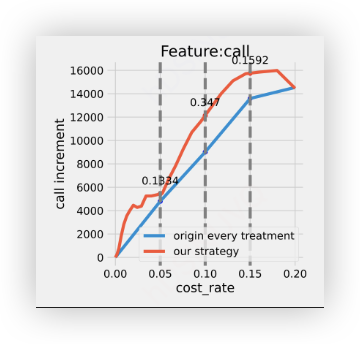 Feature:call
0.1592
16000
14000
0.347
12000
10000
8000
6000
0.1334
4000
2000
0
call increment
origin every treatment
our strategy
0.00 0.05 0.10 0.15 0.20
cost_rate